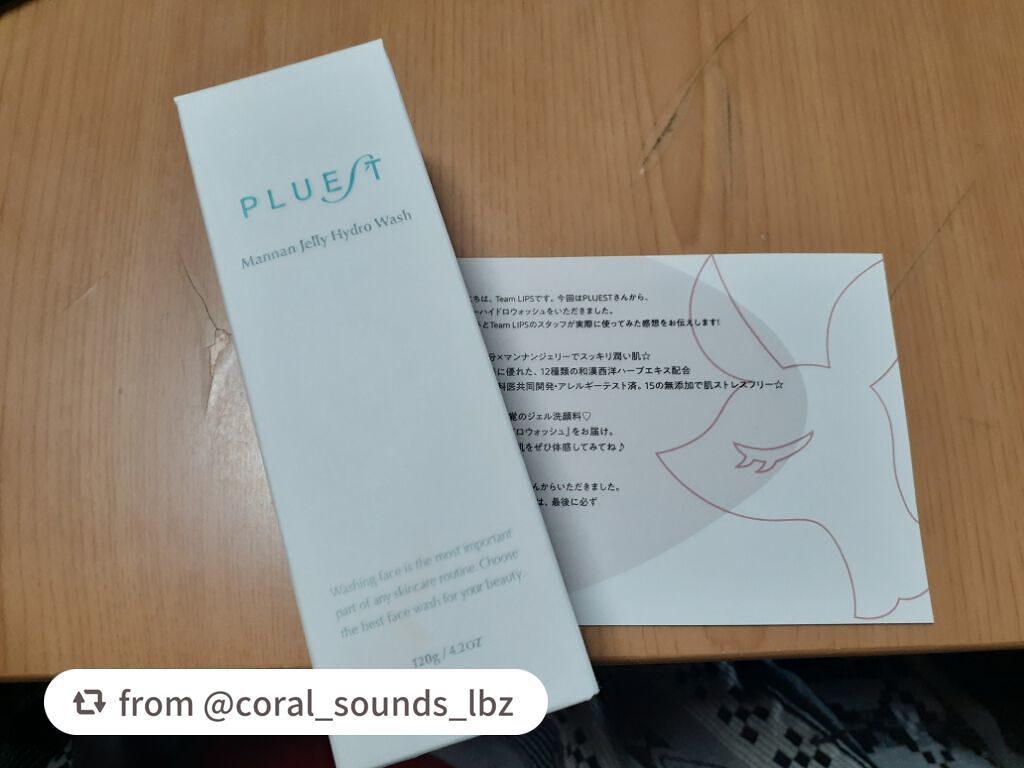 PLUEST
Mannan Jelly Hydro Wash
Washing face is the most important
part of any skincare routine. Choose
the best face wash for your beauty.
120g / 4.2oz
ちは、Team LIPSです。今回はPLUESTさんから、
ーハイドロウォッシュをいただきました。
とTeam LIPSのスタッフが実際に使ってみた感想をお伝えします!
分×マンナンジェリーでスッキリ潤い肌☆
に優れた、12種類の和漢西洋ハーブエキス配合
科医共同開発・アレルギーテスト済。15の無添加で肌ストレスフリー☆
覚のジェル洗顔料♡
ドロウォッシュ」をお届け。
肌をぜひ体感してみてね♪
んからいただきました。
は、最後に必ず
from @coral_sounds_lbz